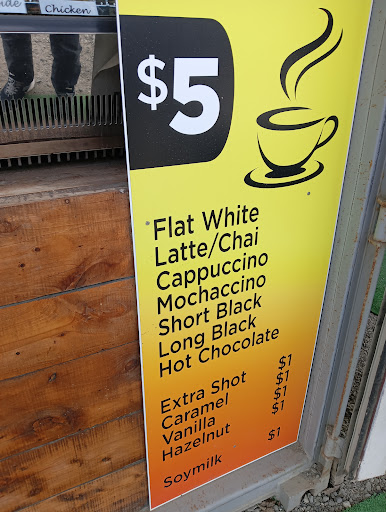 Chicken
$5
Flat White
Latte/Chai
Cappuccino
Mochaccino
Short Black
Long Black
Hot Chocolate
Extra Shot $1
Caramel $1
Vanilla $1
Hazelnut $1
Soymilk $1